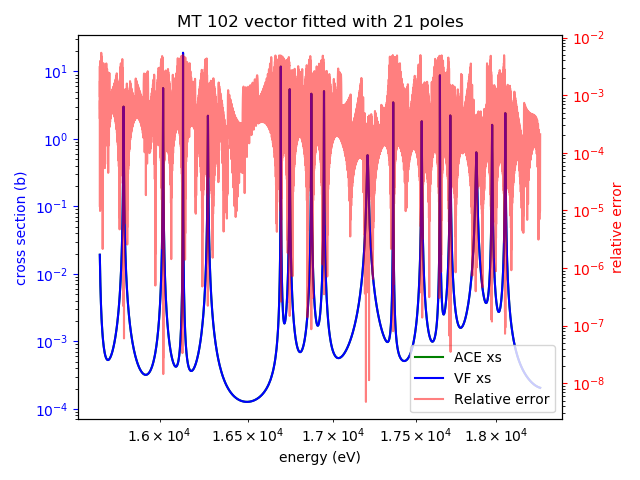 MT 102 vector fitted with 21 poles
10¹
10⁰
10⁻¹
10⁻²
10⁻³
10⁻⁴
cross section (b)
10⁻²
10⁻³
10⁻⁴
10⁻⁵
10⁻⁶
10⁻⁷
10⁻⁸
relative error
ACE xs
VF xs
Relative error
1.6 × 10⁴ 1.65 × 10⁴ 1.7 × 10⁴ 1.75 × 10⁴ 1.8 × 10⁴
energy (eV)